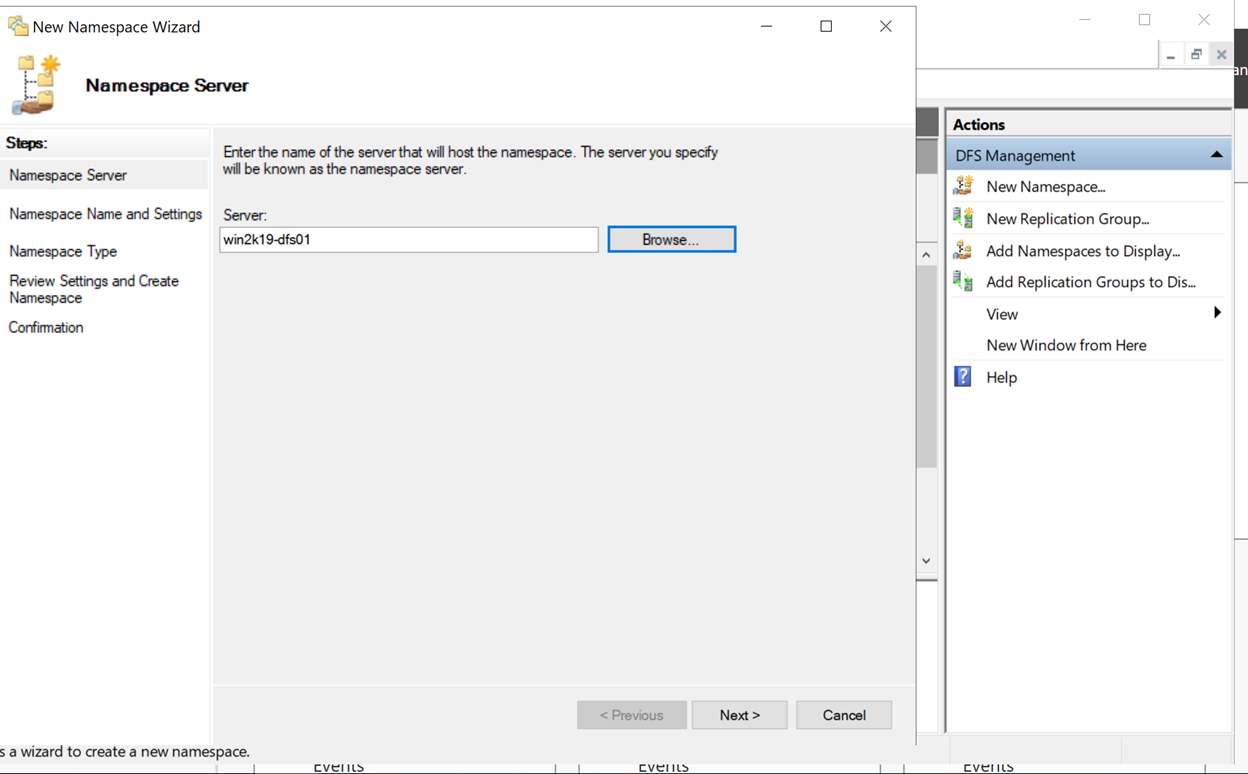 New Namespace Wizard
Namespace Server
Steps:
Namespace Server
Namespace Name and Settings
Namespace Type
Review Settings and Create
Namespace
Confirmation
Enter the name of the server that will host the namespace. The server you specify
will be known as the namespace server.
Server:
win2k19-dfs01
Browse...
< Previous
Next >
Cancel
Actions
DFS Management
New Namespace...
New Replication Group...
Add Namespaces to Display...
Add Replication Groups to Dis...
View
New Window from Here
? Help
s a wizard to create a new namespace.
Events
Events
Events
an